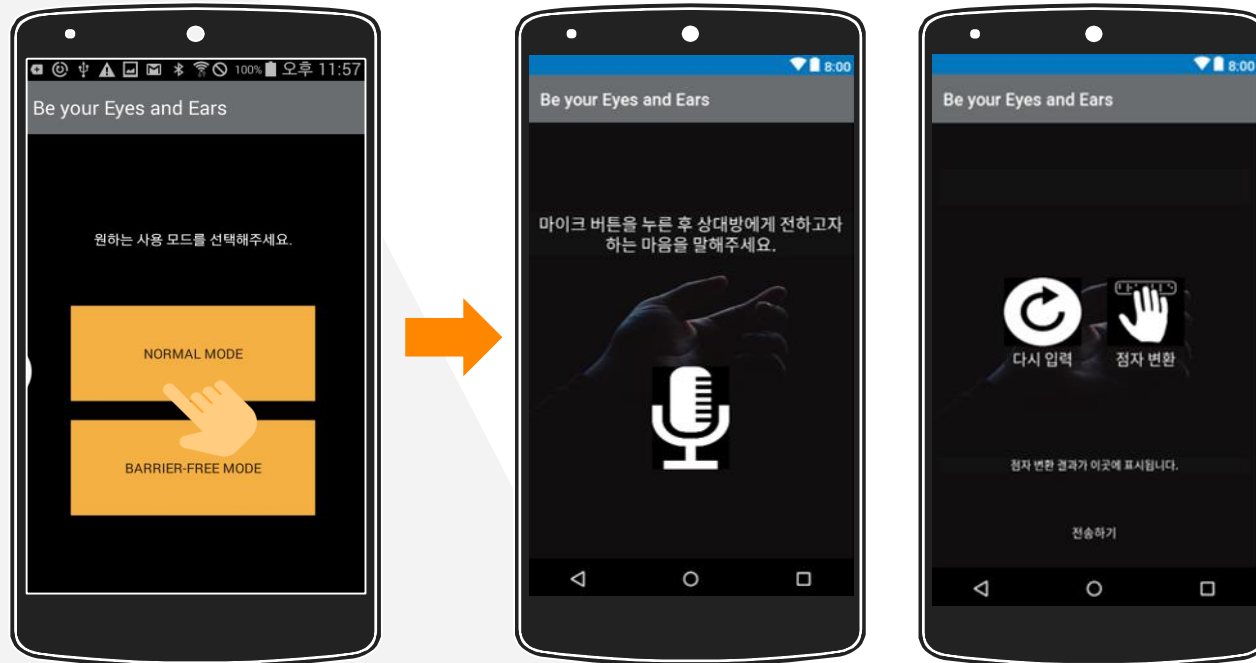 100% 오후 11:57
Be your Eyes and Ears
원하는 사용 모드를 선택해주세요.
NORMAL MODE
BARRIER-FREE MODE
8:00
Be your Eyes and Ears
마이크 버튼을 누른 후 상대방에게 전하고자
하는 마음을 말해주세요.
8:00
Be your Eyes and Ears
다시 입력
점자 변환
점자 변환 결과가 이곳에 표시됩니다.
전송하기